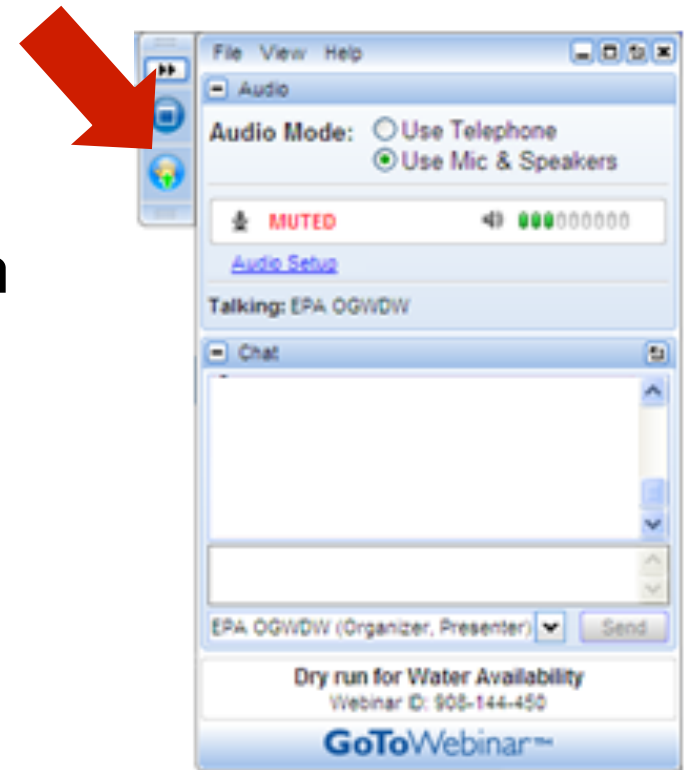 File View Help
Audio
Audio Mode: Use Telephone
Use Mic & Speakers
MUTED
Audio Setup
Talking: EPA OGWDW
n
Chat
EPA OGWDW (Organizer, Presenter) Send
Dry run for Water Availability
Webinar ID: 908-144-450
GoToWebinar™